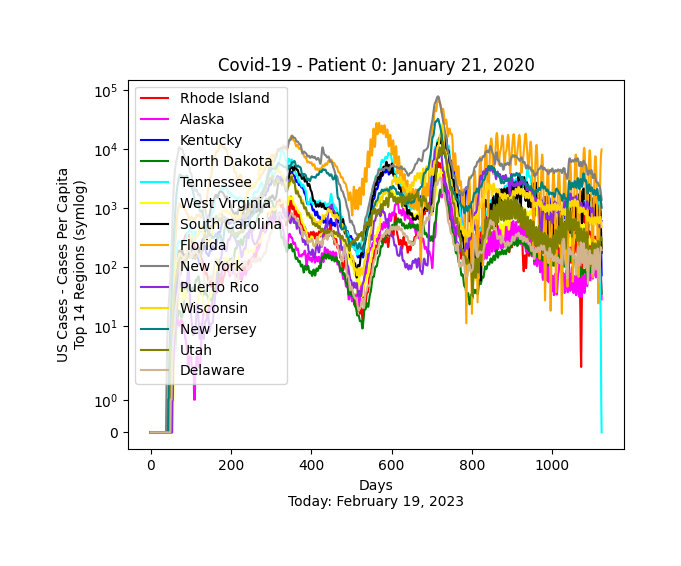 Covid-19 - Patient 0: January 21, 2020
US Cases - Cases Per Capita
Top 14 Regions (symlog)
10^5
10^4
10^3
10^2
10^1
10^0
0
Rhode Island
Alaska
Kentucky
North Dakota
Tennessee
West Virginia
South Carolina
Florida
New York
Puerto Rico
Wisconsin
New Jersey
Utah
Delaware
0 200 400 600 800 1000
Days
Today: February 19, 2023